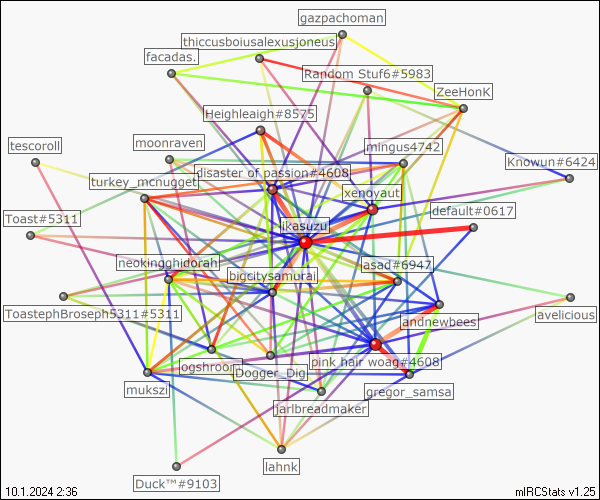 gazpachoman
thiccusboiusalexusjoneus
facadas.
Random Stuf6#5983
ZeeHonK
Heighleaigh#8575
tescoroll
moonraven
mingus4742
Knowun#6424
disaster of passion#4608
turkey_mcnugget
xenoyaut
Toast#5311
default#0617
ikasuzu
neokingghidorah
asad#6947
bigcitysamurai
ToastephBroseph5311#5311
avelicious
andnewbees
ogshroom
pink hair woag#4608
Dogger_Dig
mukszi
gregor_samsa
jarlbreadmaker
lahnk
Duck™#9103
10.1.2024 2:36
mIRCStats v1.25